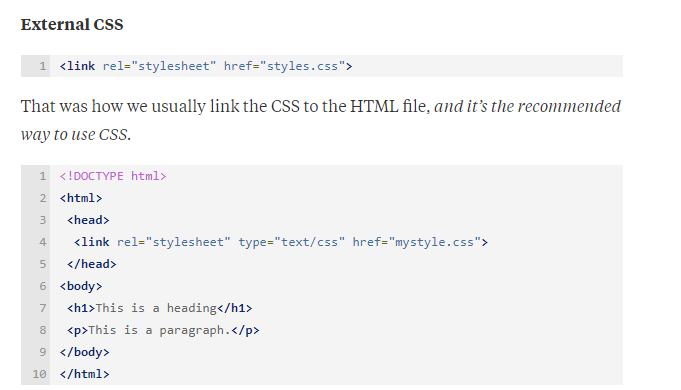 External CSS
1 <link rel="stylesheet" href="styles.css">
That was how we usually link the CSS to the HTML file, and it’s the recommended
way to use CSS.
1 <!DOCTYPE html>
2 <html>
3  <head>
4   <link rel="stylesheet" type="text/css" href="mystyle.css">
5  </head>
6 <body>
7  <h1>This is a heading</h1>
8  <p>This is a paragraph.</p>
9 </body>
10 </html>